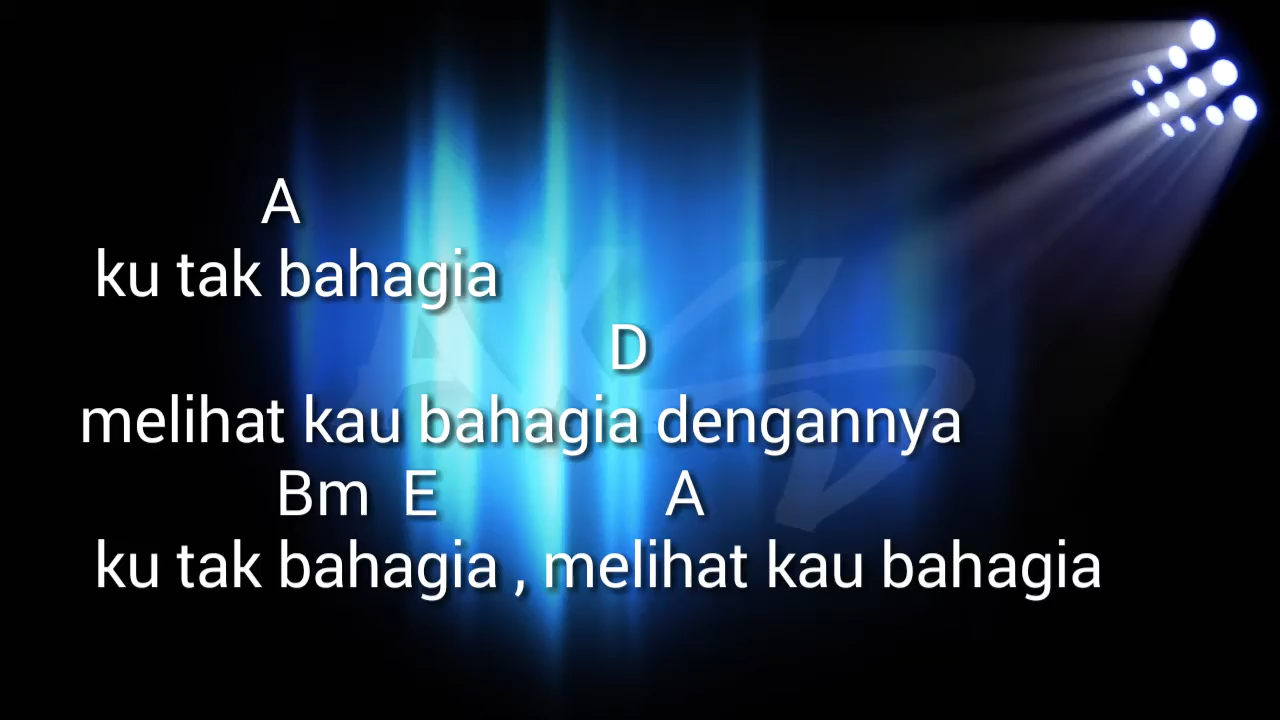 A
ku tak bahagia
D
melihat kau bahagia dengannya
Bm E A
ku tak bahagia , melihat kau bahagia